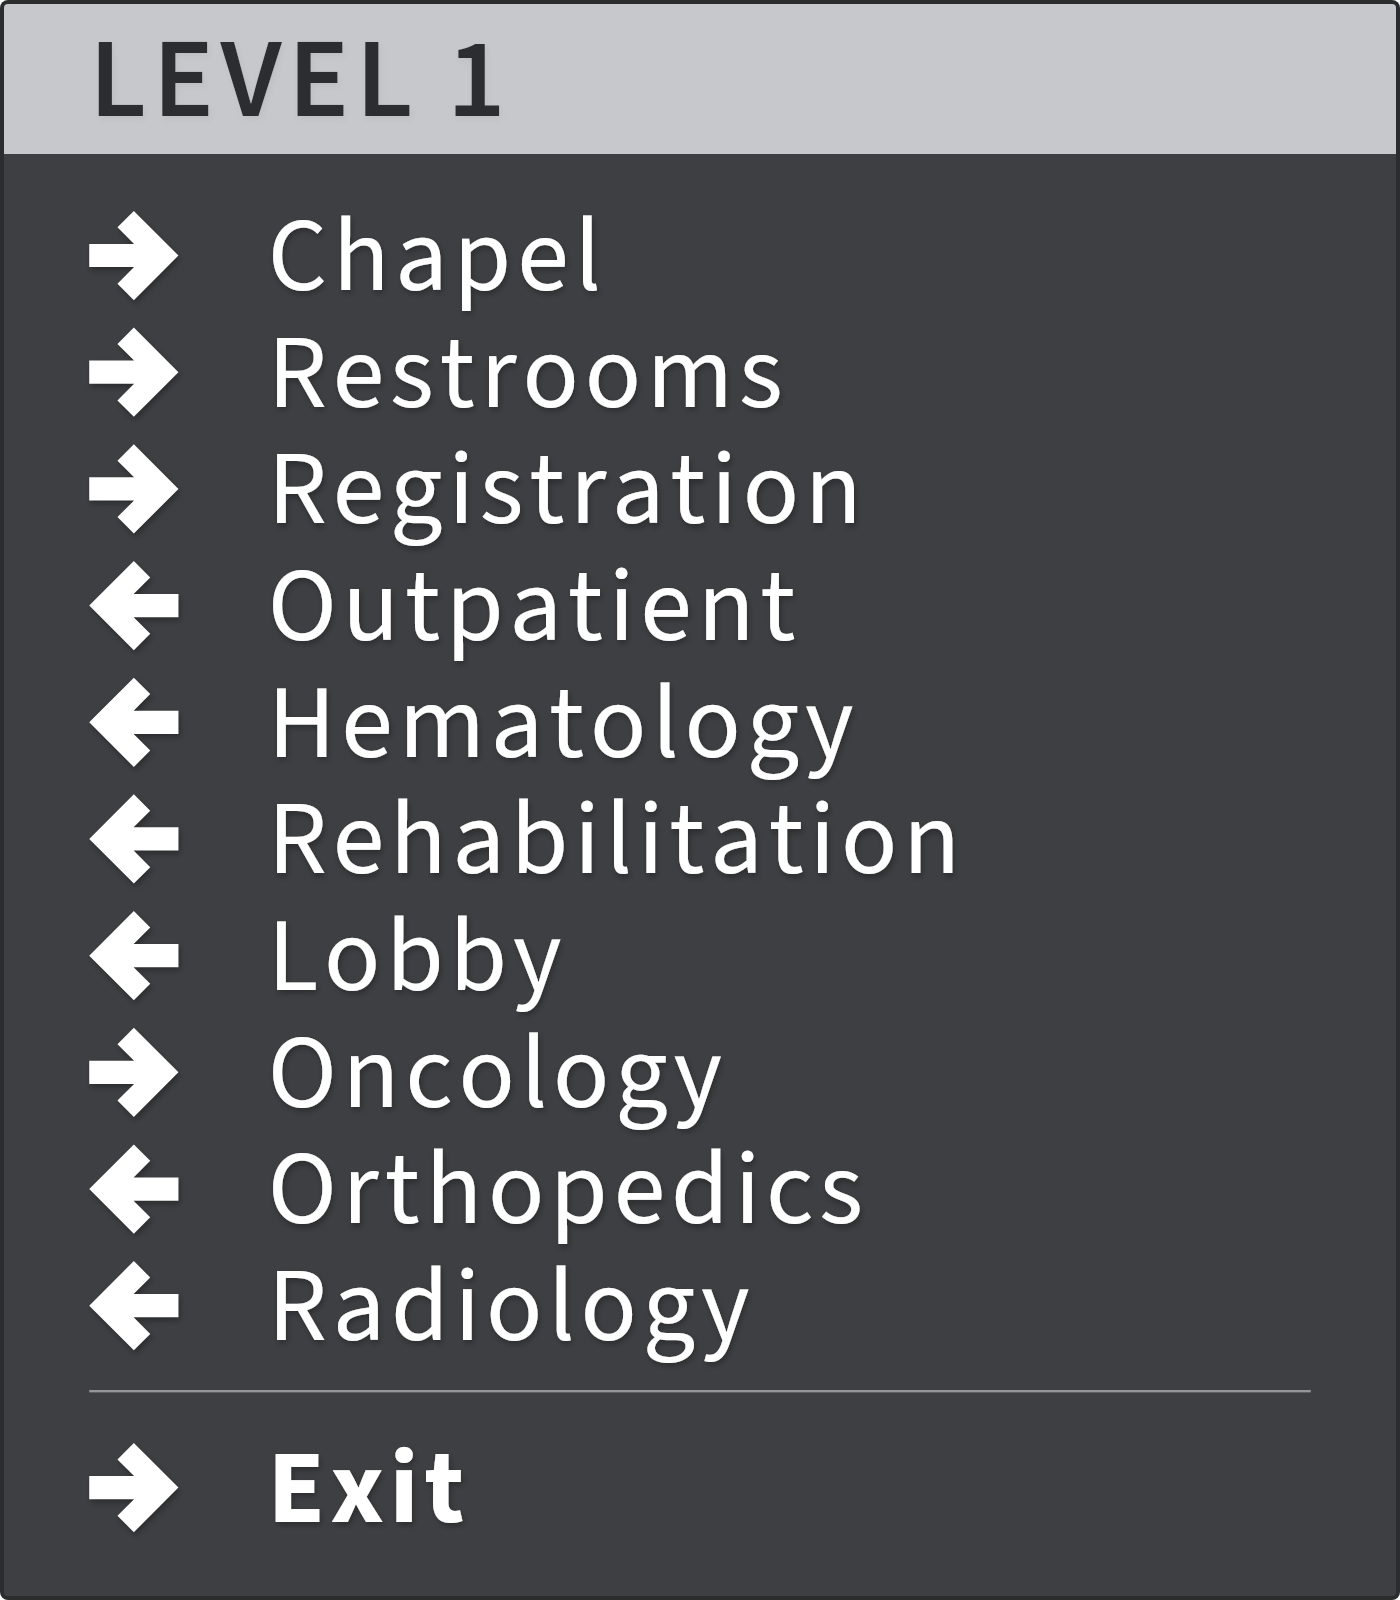 LEVEL 1
Chapel
Restrooms
Registration
Outpatient
Hematology
Rehabilitation
Lobby
Oncology
Orthopedics
Radiology
Exit